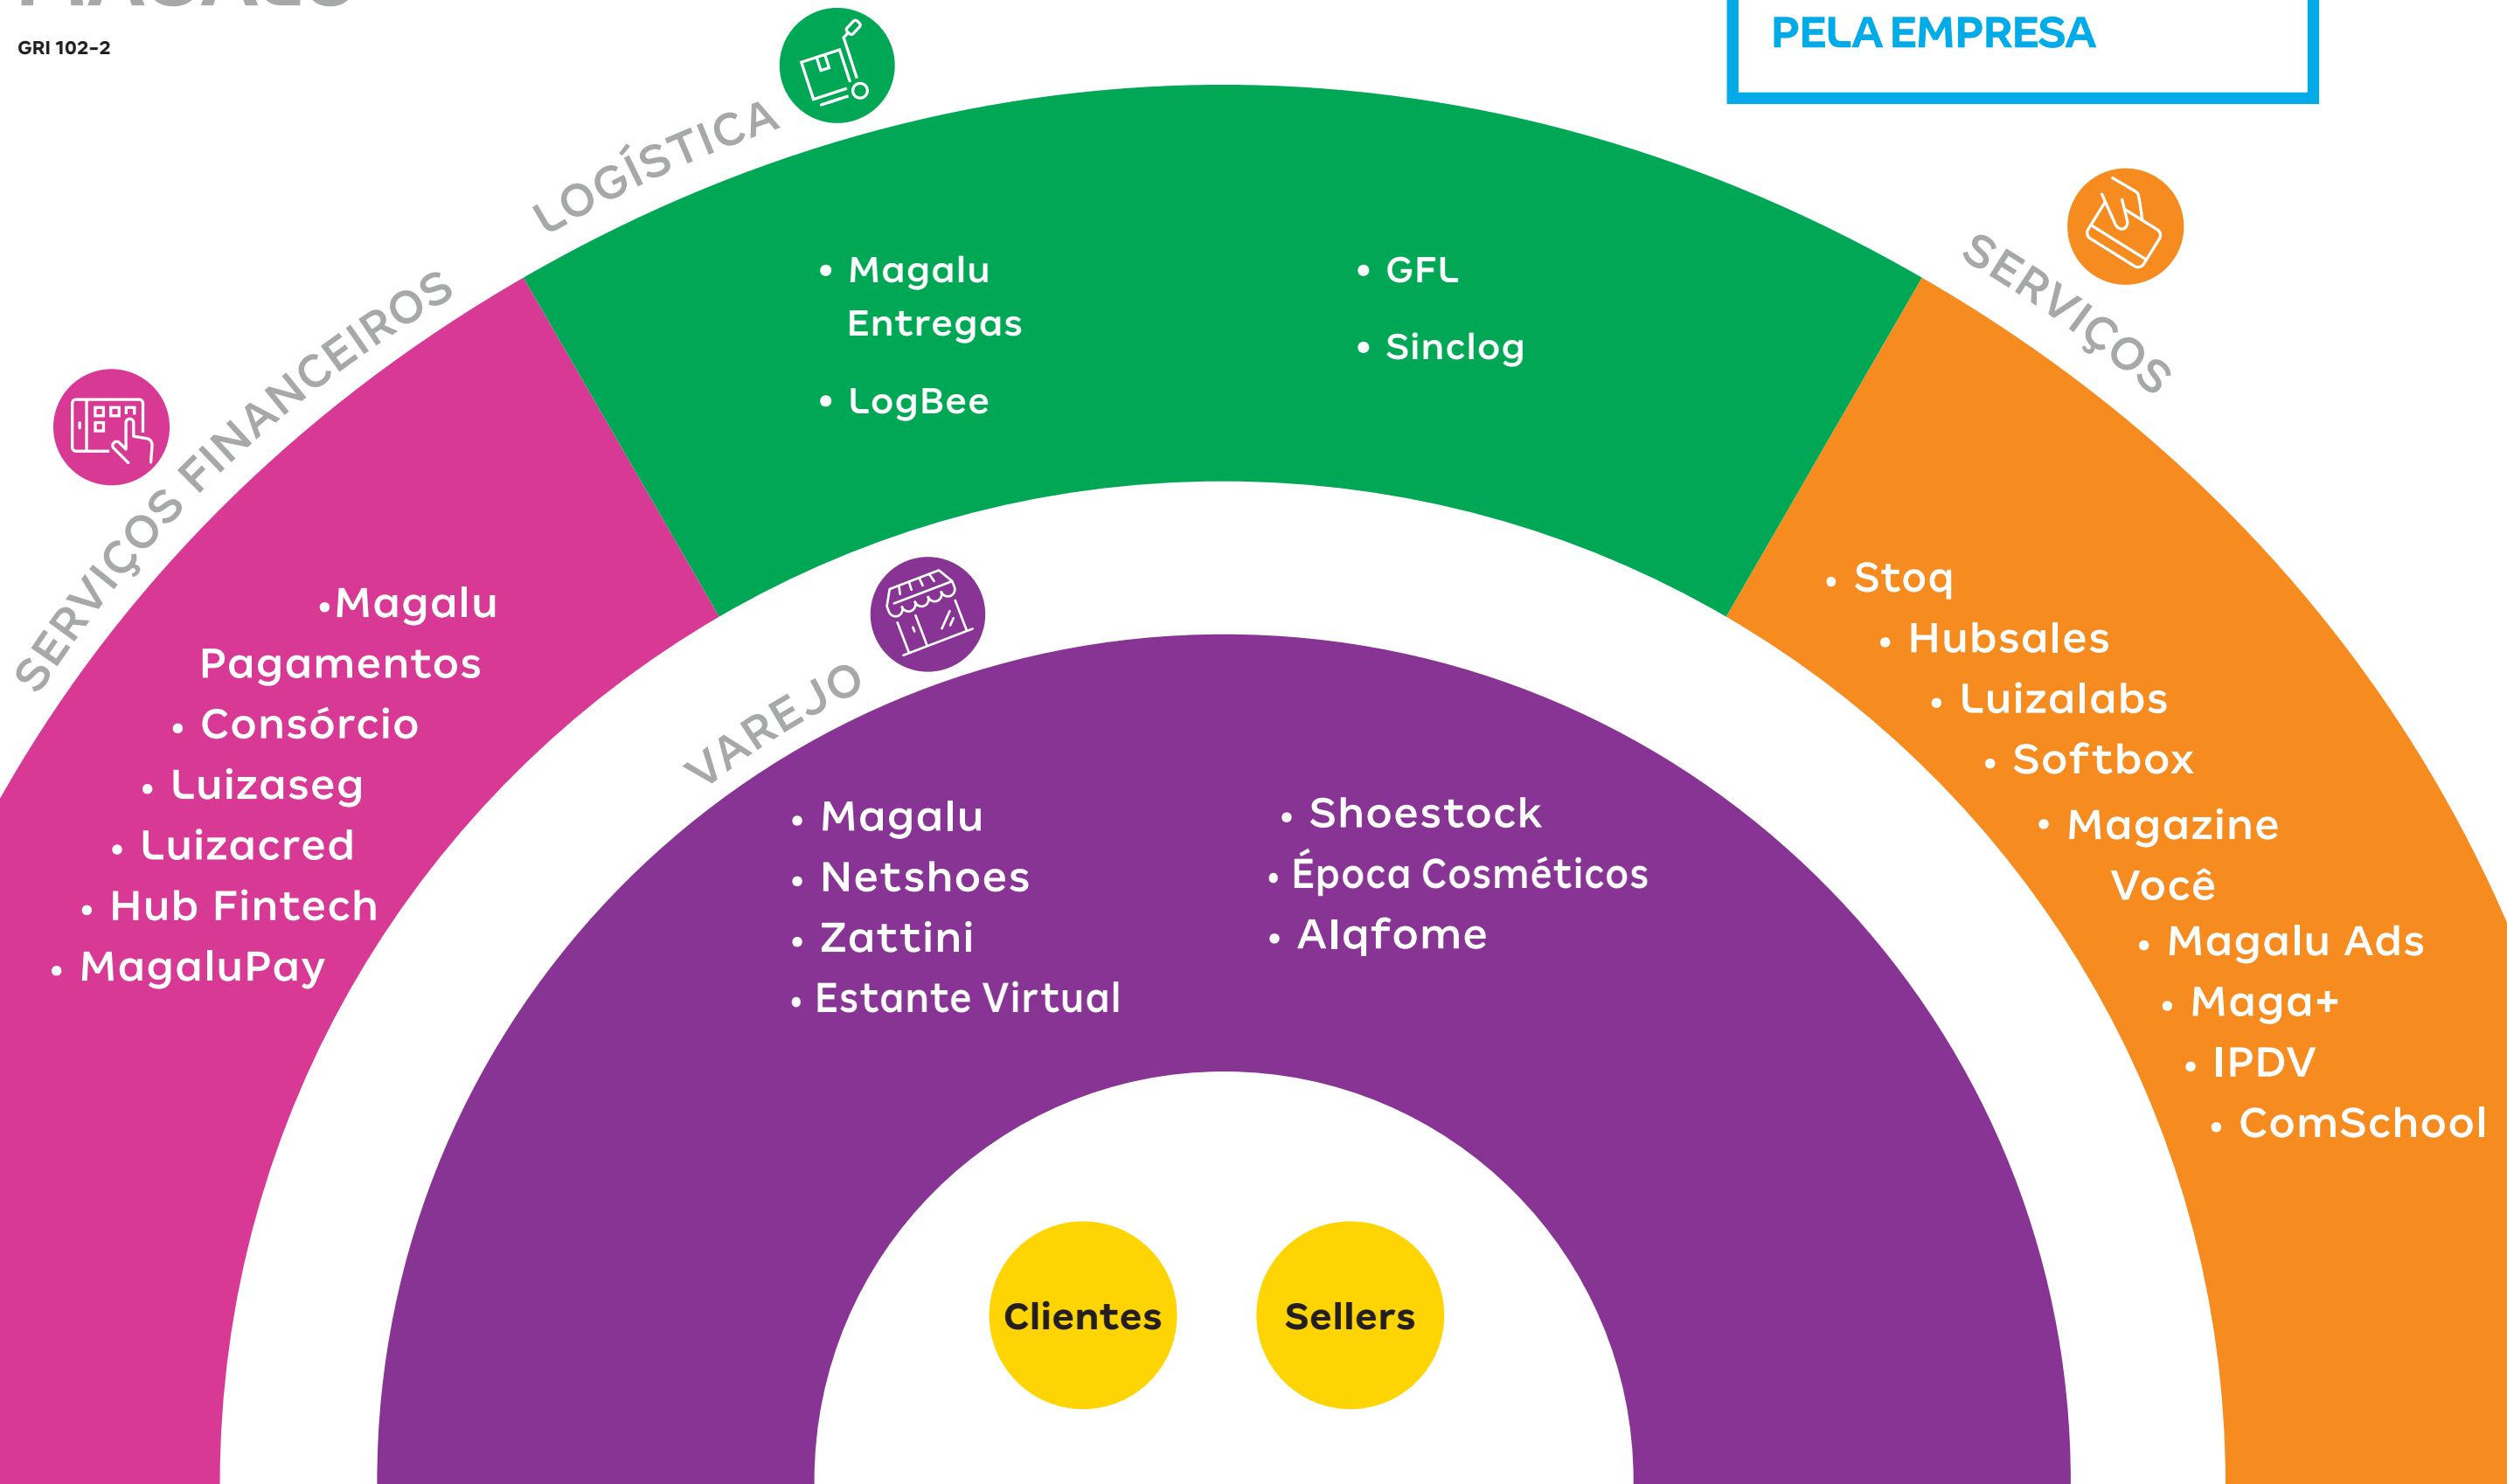 GRI 102-2
PELA EMPRESA
LOGÍSTICA
• Magalu
Entregas
• LogBee
• GFL
• Sinclog
SERVIÇOS FINANCEIROS
•Magalu
Pagamentos
• Consórcio
• Luizaseg
• Luizacred
• Hub Fintech
• MagaluPay
VAREJO
• Magalu
• Netshoes
• Zattini
• Estante Virtual
• Shoestock
• Época Cosméticos
• AIqfome
SERVIÇOS
• Stoq
• Hubsales
• Luizalabs
• Softbox
• Magazine
Você
• Magalu Ads
• Maga+
• IPDV
• ComSchool
Clientes
Sellers